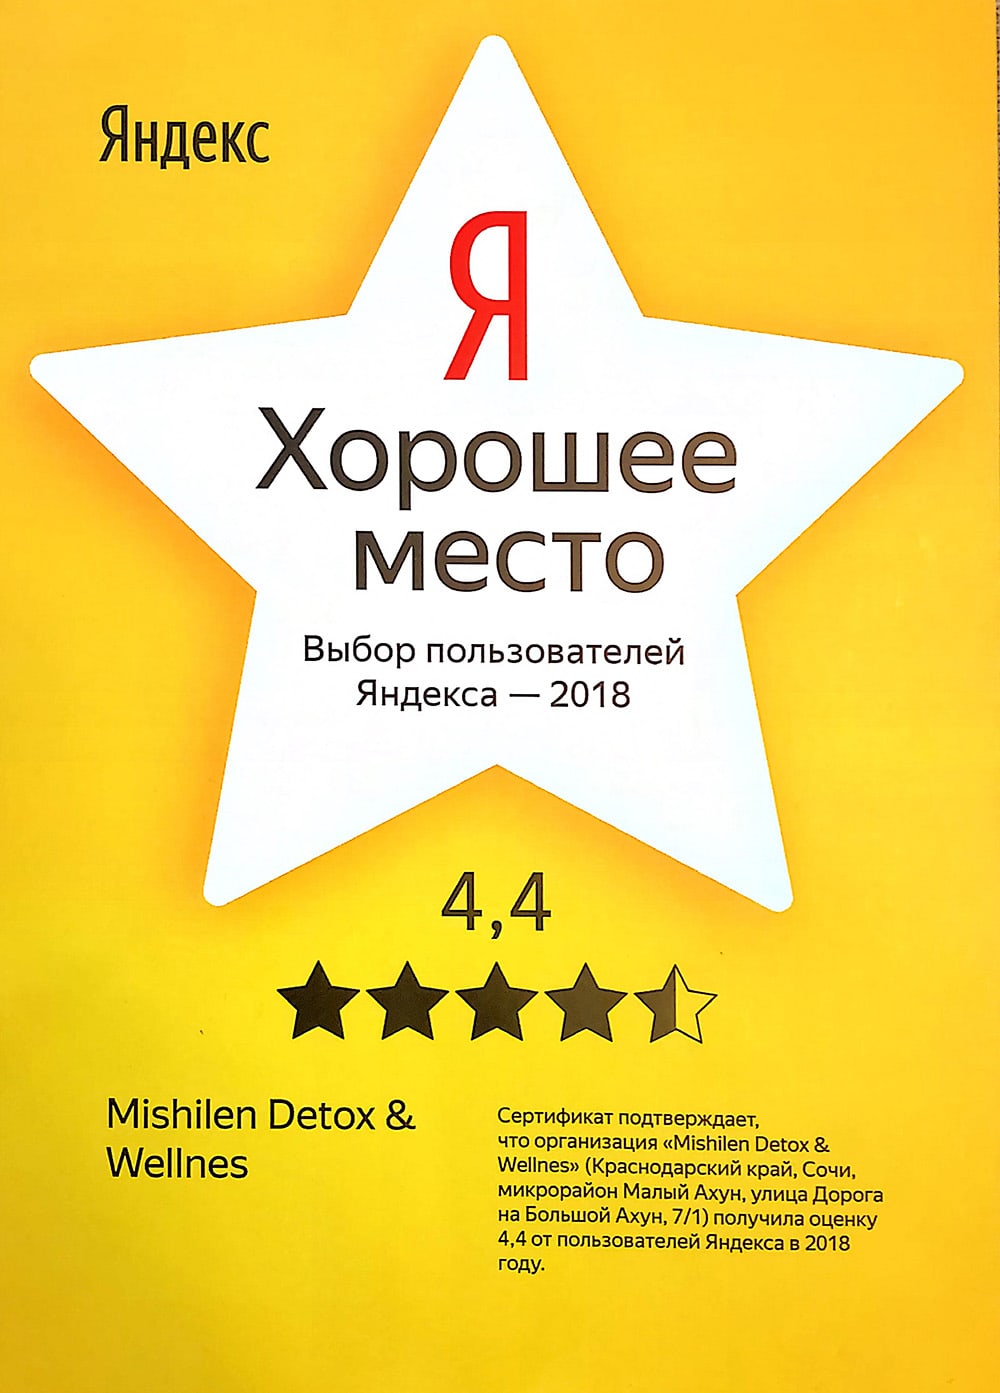 Яндекс
Я
Хорошее
место
Выбор пользователей
Яндекса — 2018
4,4
Mishilen Detox &
Wellnes
Сертификат подтверждает,
что организация «Mishilen Detox &
Wellnes» (Краснодарский край, Сочи,
микрорайон Малый Ахун, улица Дорога
на Большой Ахун, 7/1) получила оценку
4,4 от пользователей Яндекса в 2018
году.